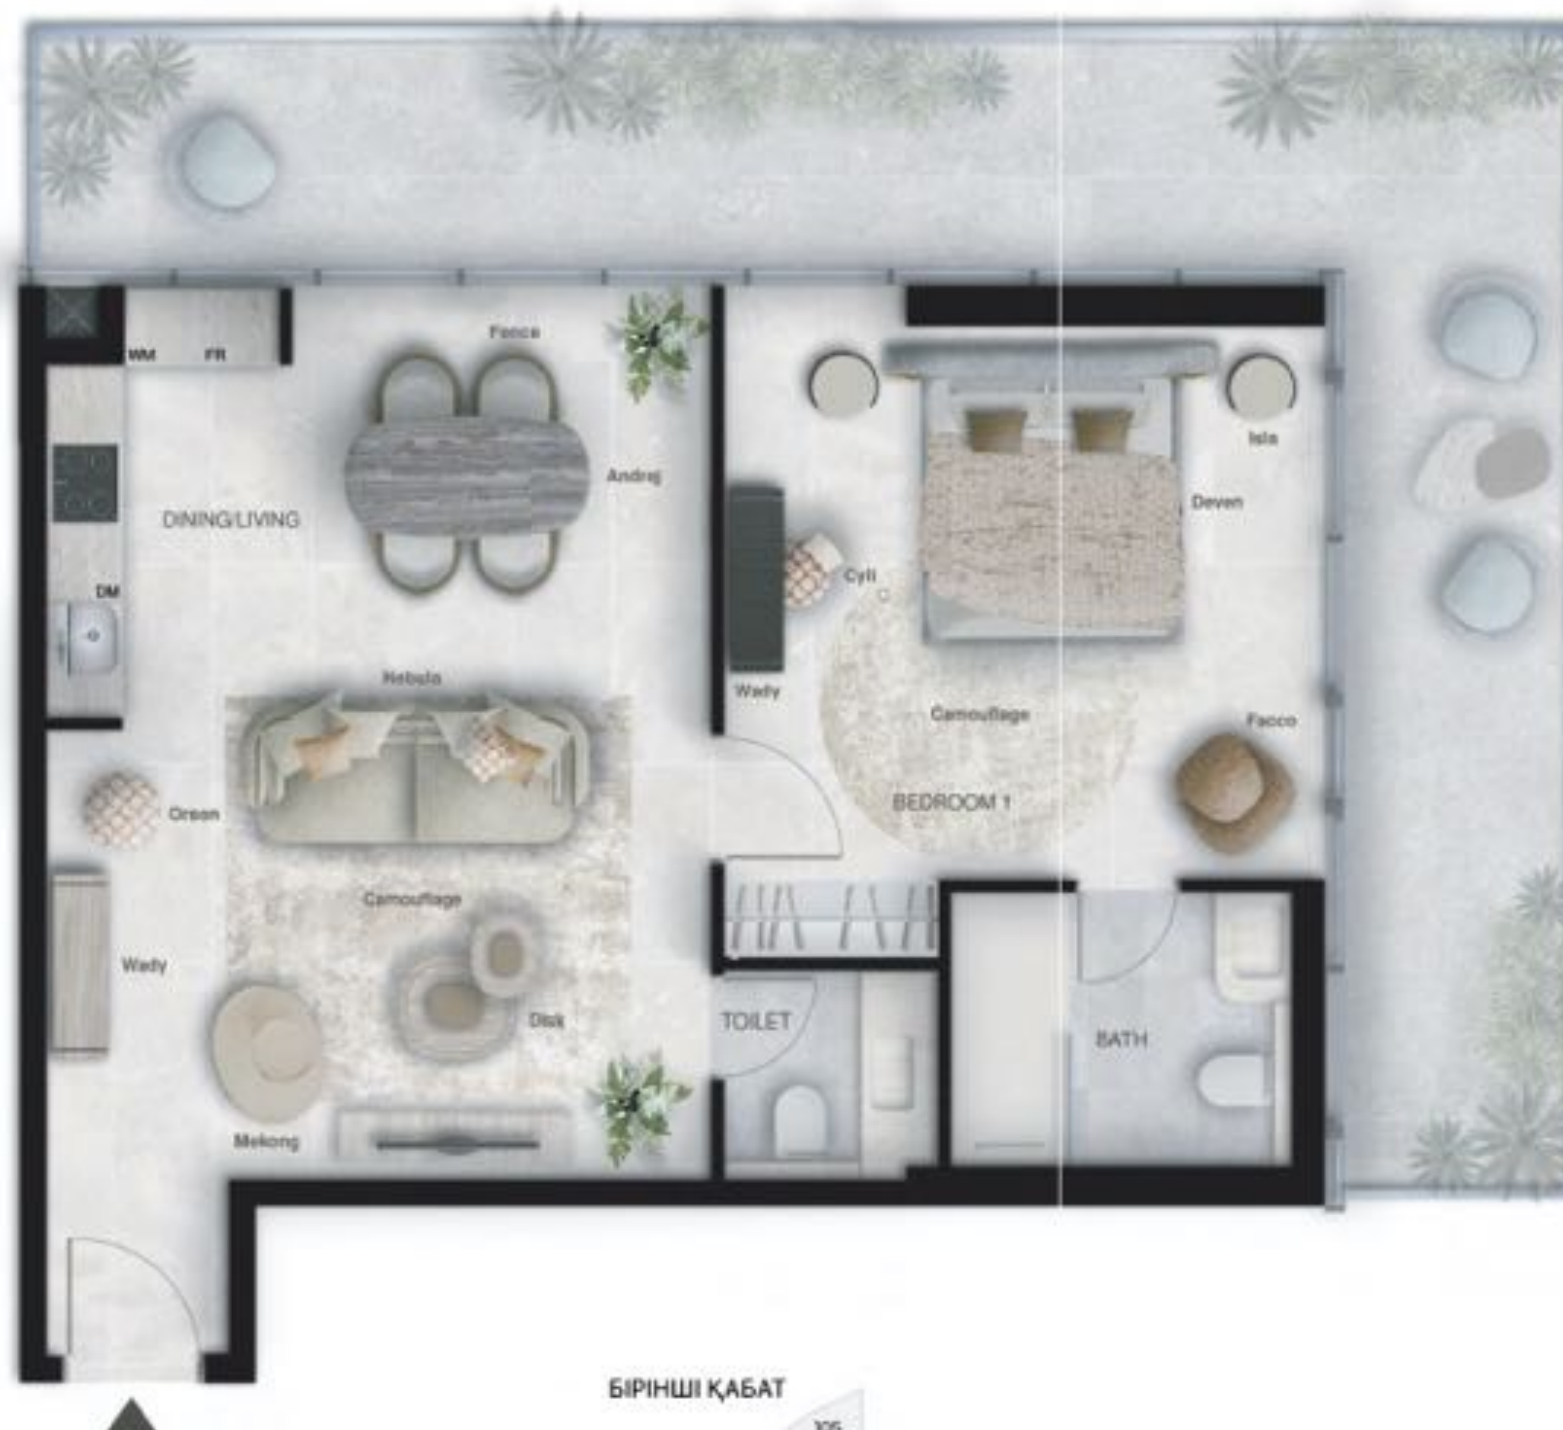 Fonca
WM
FR
Isla
Andrej
Deven
DINING/LIVING
Cyll
DM
Nebula
Wady
Camouflage
Facco
BEDROOM 1
Orson
Camouflage
Wady
Disk
TOILET
BATH
Mekong
БІРІНШІ ҚАБАТ